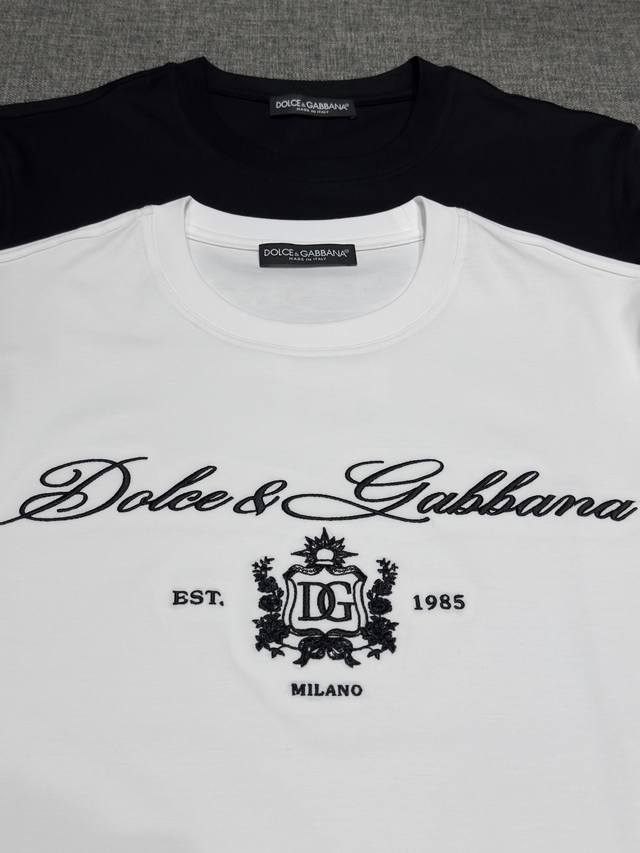 DOLCE & GABBANA®
MADE IN ITALY
DOLCE & GABBANA®
MADE IN ITALY
Dolce & Gabbana
EST. DG 1985
MILANO